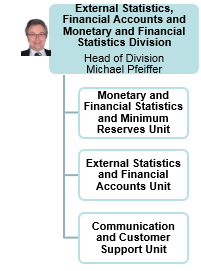 External Statistics,
Financial Accounts and
Monetary and Financial
Statistics Division
Head of Division
Michael Pfeiffer
Monetary and
Financial Statistics
and Minimum
Reserves Unit
External Statistics
and Financial
Accounts Unit
Communication
and Customer
Support Unit